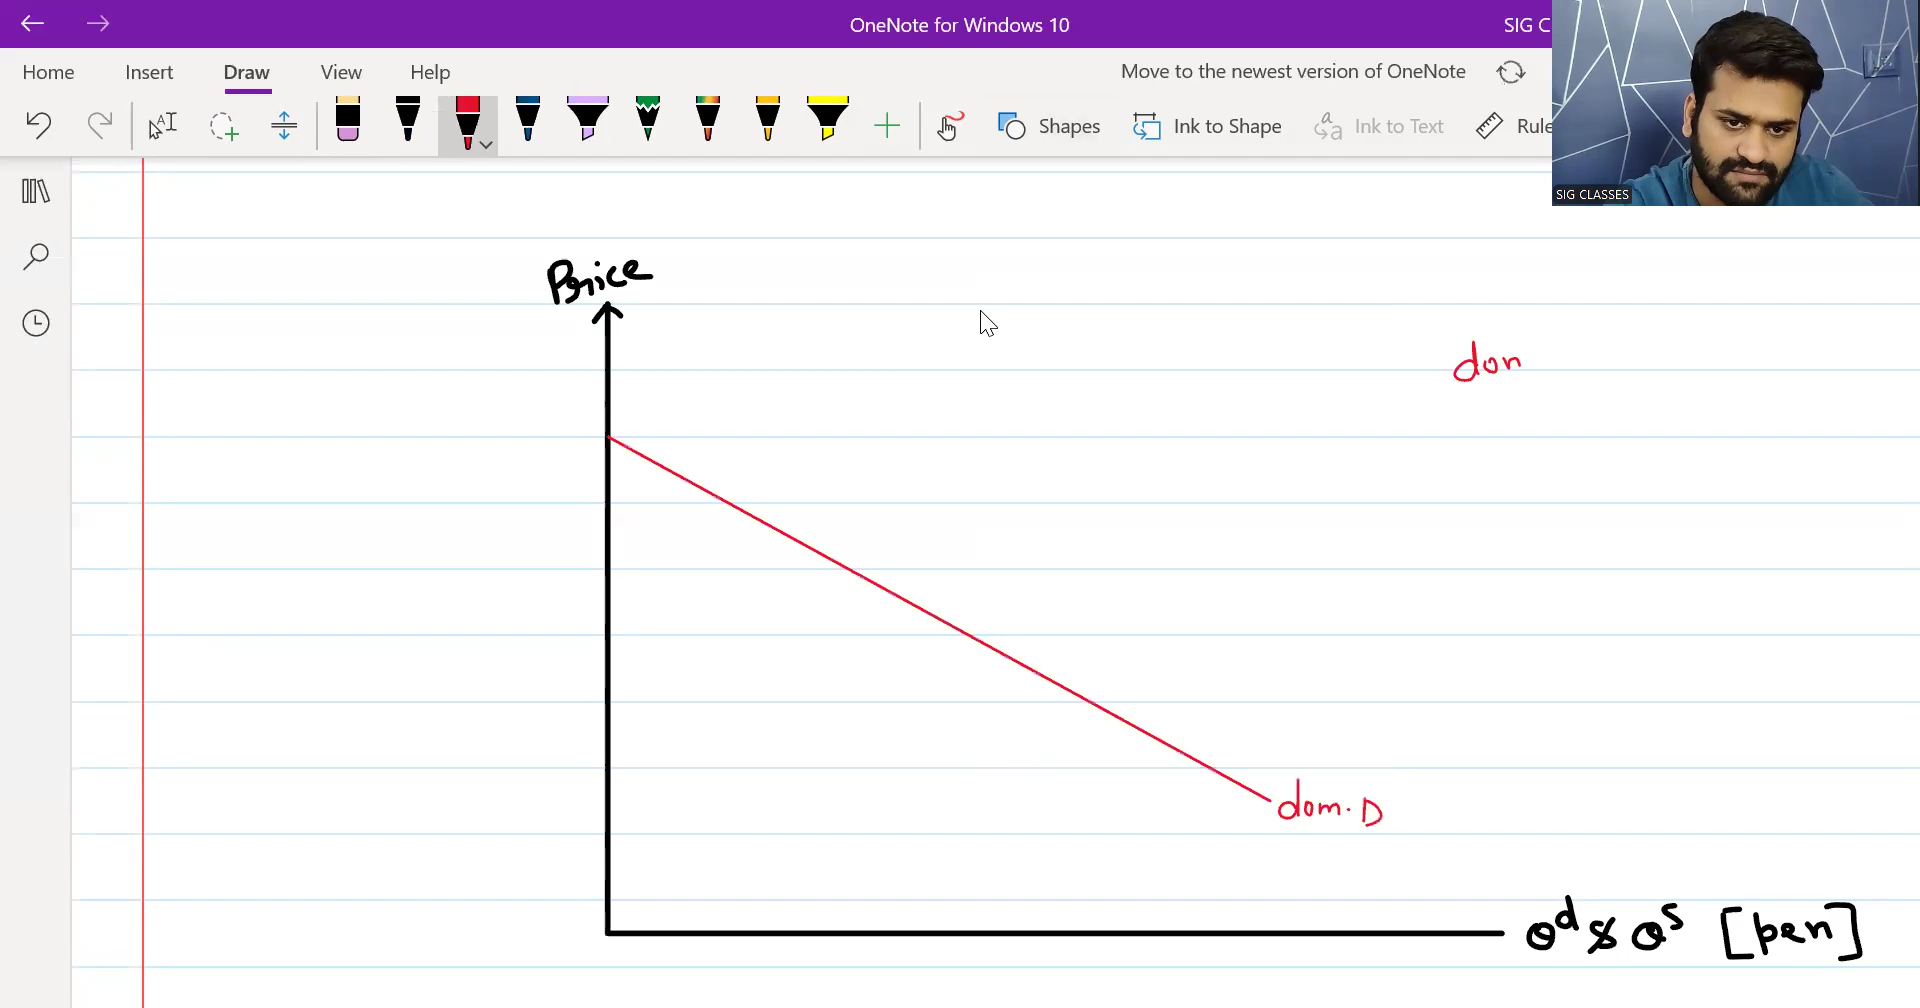 OneNote for Windows 10
SIG C
Home Insert Draw View Help
Move to the newest version of OneNote
Shapes Ink to Shape Ink to Text Rule
SIG CLASSES
Price
don
dom. D
Qd & Qs [pen]